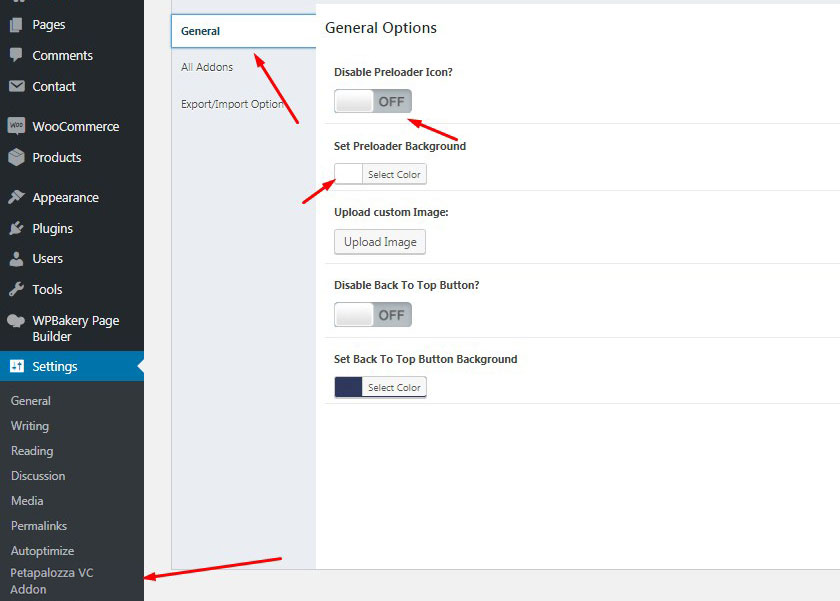 Pages
Comments
Contact
woo WooCommerce
Products
Appearance
Plugins
Users
Tools
WPBakery Page
Builder
Settings
General
Writing
Reading
Discussion
Media
Permalinks
Autoptimize
Petapalozza VC
Addon
General
All Addons
Export/Import Option
General Options
Disable Preloader Icon?
OFF
Set Preloader Background
Select Color
Upload custom Image:
Upload Image
Disable Back To Top Button?
OFF
Set Back To Top Button Background
Select Color